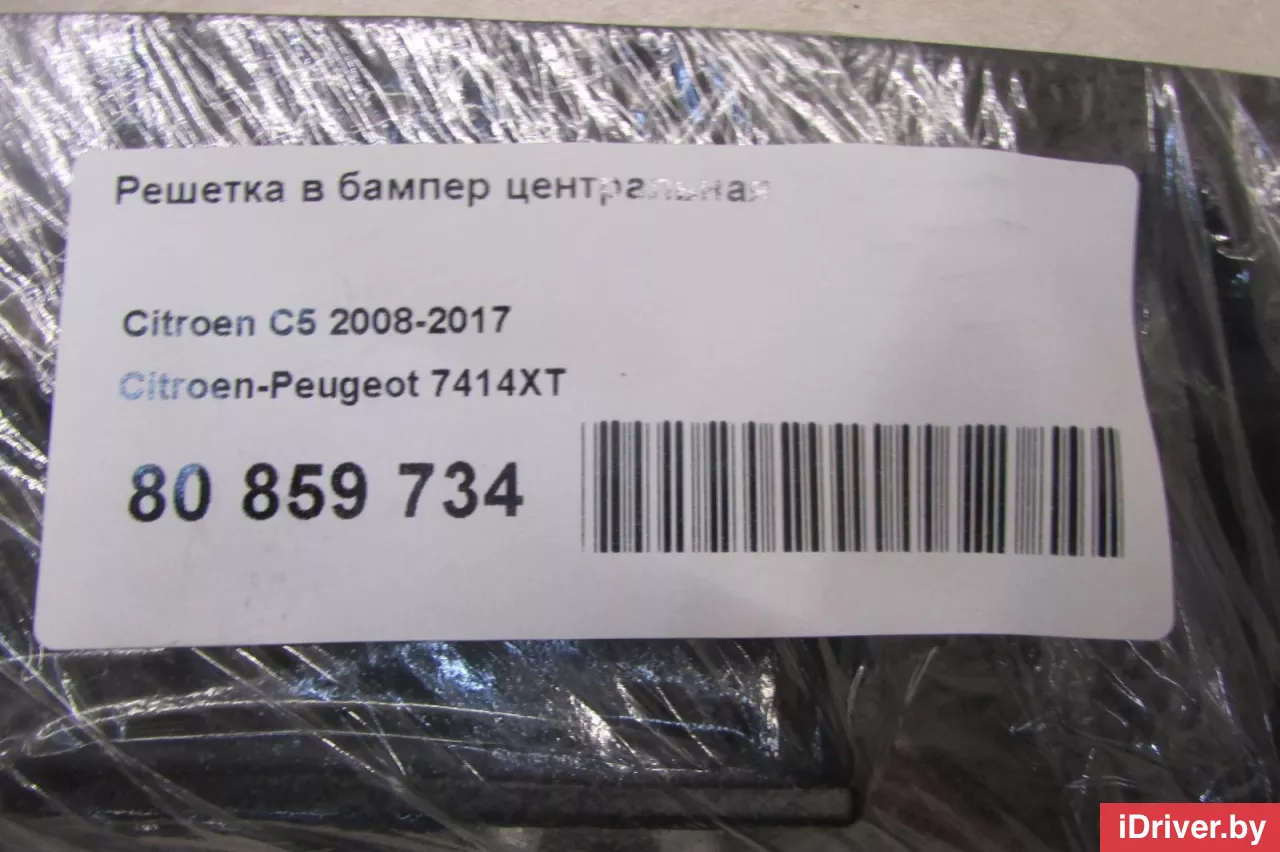 Решетка в бампер центральная
Citroen C5 2008-2017
Citroen-Peugeot 7414XT
80 859 734
iDriver.by